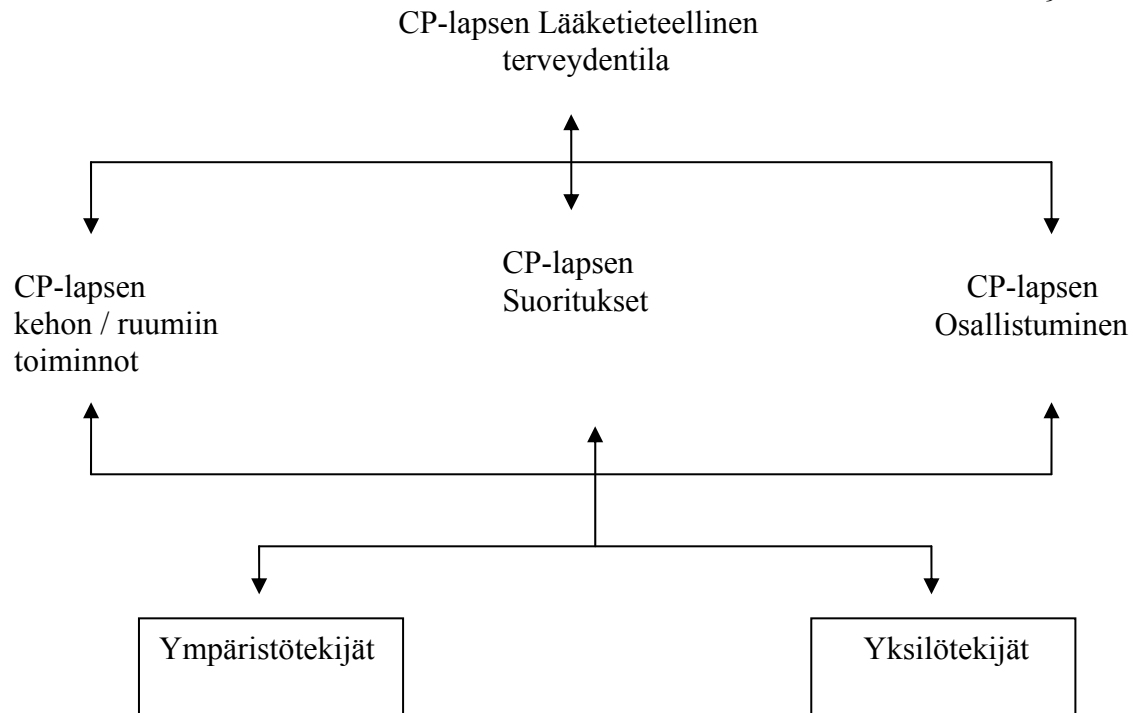 CP-lapsen Lääketieteellinen
terveydentila
CP-lapsen
kehon / ruumiin
toiminnot
CP-lapsen
Suoritukset
CP-lapsen
Osallistuminen
Ympäristötekijät
Yksilötekijät